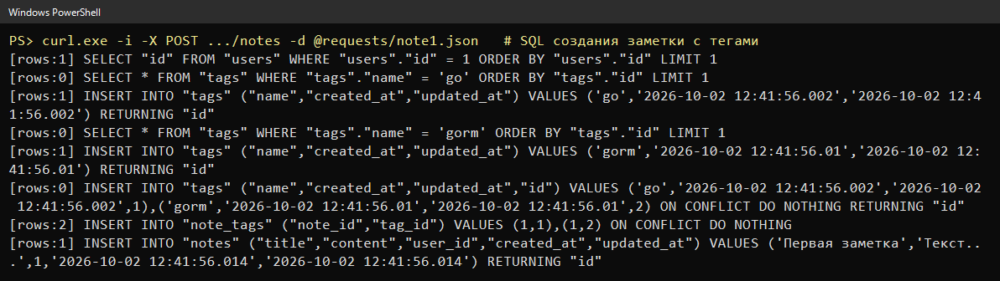 Windows PowerShell
PS> curl.exe -i -X POST .../notes -d @requests/note1.json   # SQL создания заметки с тегами
[rows:1] SELECT "id" FROM "users" WHERE "users"."id" = 1 ORDER BY "users"."id" LIMIT 1
[rows:0] SELECT * FROM "tags" WHERE "tags"."name" = 'go' ORDER BY "tags"."id" LIMIT 1
[rows:1] INSERT INTO "tags" ("name","created_at","updated_at") VALUES ('go','2026-10-02 12:41:56.002','2026-10-02 12:4
1:56.002') RETURNING "id"
[rows:0] SELECT * FROM "tags" WHERE "tags"."name" = 'gorm' ORDER BY "tags"."id" LIMIT 1
[rows:1] INSERT INTO "tags" ("name","created_at","updated_at") VALUES ('gorm','2026-10-02 12:41:56.01','2026-10-02 12:
41:56.01') RETURNING "id"
[rows:0] INSERT INTO "tags" ("name","created_at","updated_at","id") VALUES ('go','2026-10-02 12:41:56.002','2026-10-02
 12:41:56.002',1),('gorm','2026-10-02 12:41:56.01','2026-10-02 12:41:56.01',2) ON CONFLICT DO NOTHING RETURNING "id"
[rows:2] INSERT INTO "note_tags" ("note_id","tag_id") VALUES (1,1),(1,2) ON CONFLICT DO NOTHING
[rows:1] INSERT INTO "notes" ("title","content","user_id","created_at","updated_at") VALUES ('Первая заметка','Текст..
.',1,'2026-10-02 12:41:56.014','2026-10-02 12:41:56.014') RETURNING "id"